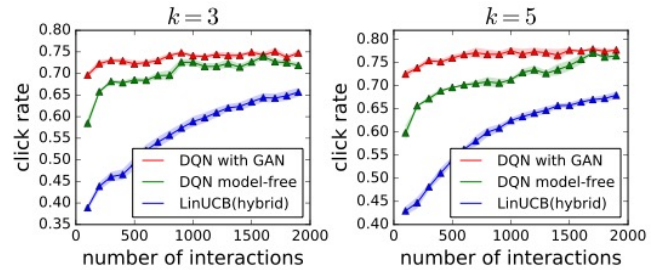 k = 3
click rate
0.80
0.75
0.70
0.65
0.60
0.55
0.50
0.45
0.40
0.35
DQN with GAN
DQN model-free
LinUCB(hybrid)
0 500 1000 1500 2000
number of interactions
k = 5
click rate
0.80
0.75
0.70
0.65
0.60
0.55
0.50
0.45
0.40
DQN with GAN
DQN model-free
LinUCB(hybrid)
0 500 1000 1500 2000
number of interactions